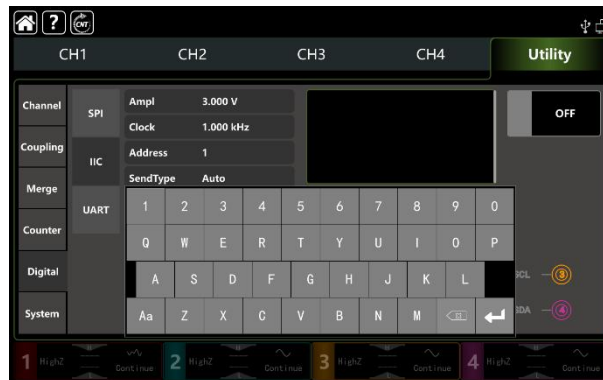 ? CNT
CH1 CH2 CH3 CH4 Utility
Channel
Coupling
Merge
Counter
Digital
System
SPI
IIC
UART
Ampl 3.000 V
Clock 1.000 kHz
Address 1
SendType Auto
OFF
1 2 3 4 5 6 7 8 9 0
Q W E R T Y U I O P
A S D F G H J K L
Aa Z X C V B N M
SCL 3
SDA 4
1 HighZ Continue 2 HighZ Continue 3 HighZ Continue 4 HighZ Continue